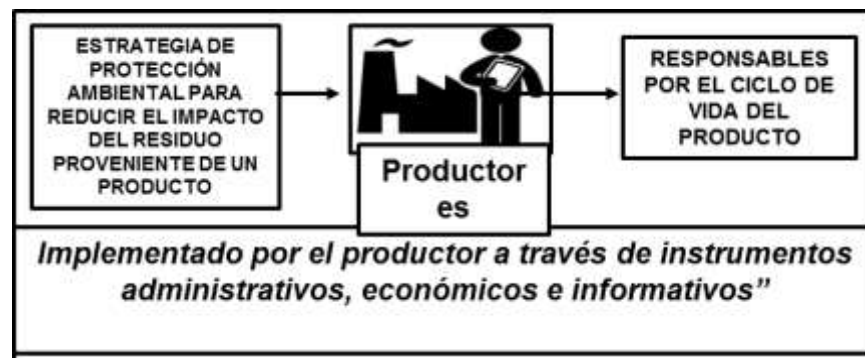 ESTRATEGIA DE
PROTECCIÓN
AMBIENTAL PARA
REDUCIR EL IMPACTO
DEL RESIDUO
PROVENIENTE DE UN
PRODUCTO
Productor
es
RESPONSABLES
POR EL CICLO DE
VIDA DEL
PRODUCTO
Implementado por el productor a través de instrumentos
administrativos, económicos e informativos”